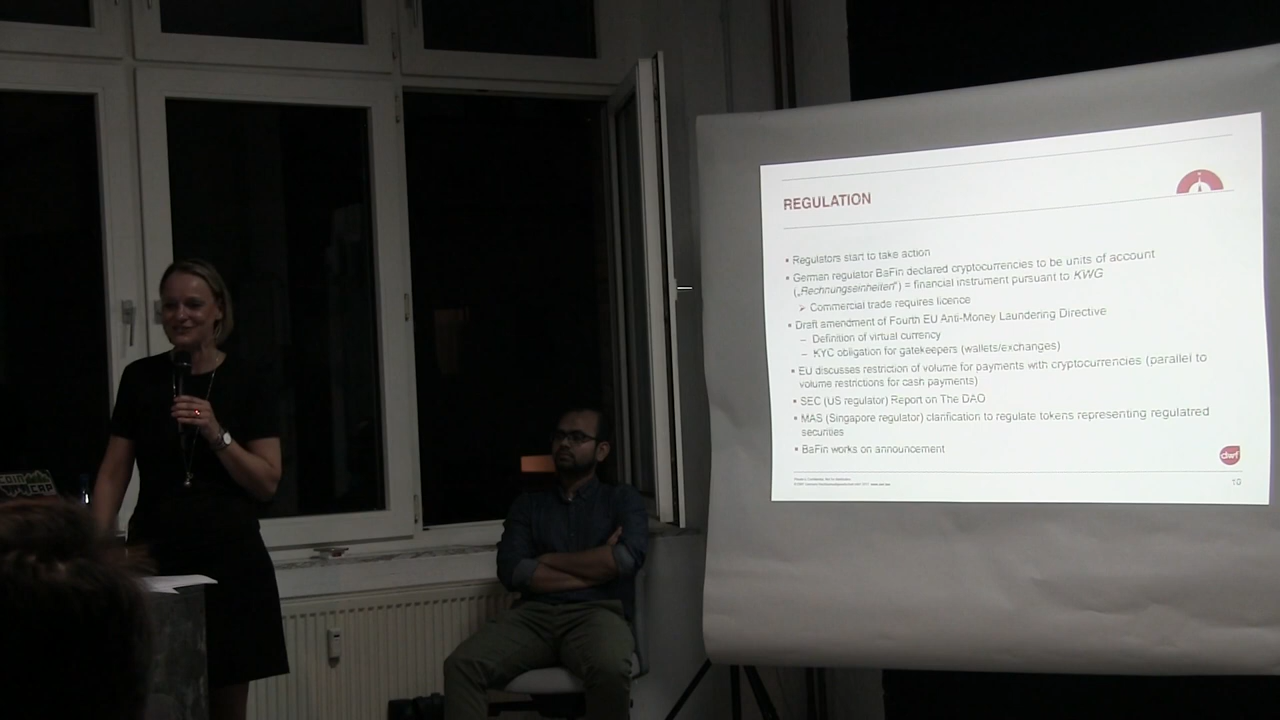 COIN
REGULATION
▪ Regulators start to take action
▪ German regulator BaFin declared cryptocurrencies to be units of account
(„Rechnungseinheiten“) = financial instrument pursuant to KWG
➢ Commercial trade requires licence
▪ Draft amendment of Fourth EU Anti-Money Laundering Directive
– Definition of virtual currency
– KYC obligation for gatekeepers (wallets/exchanges)
▪ EU discusses restriction of volume for payments with cryptocurrencies (parallel to
volume restrictions for cash payments)
▪ SEC (US regulator) Report on The DAO
▪ MAS (Singapore regulator) clarification to regulate tokens representing regulatred
securities
▪ BaFin works on announcement
dwf
10